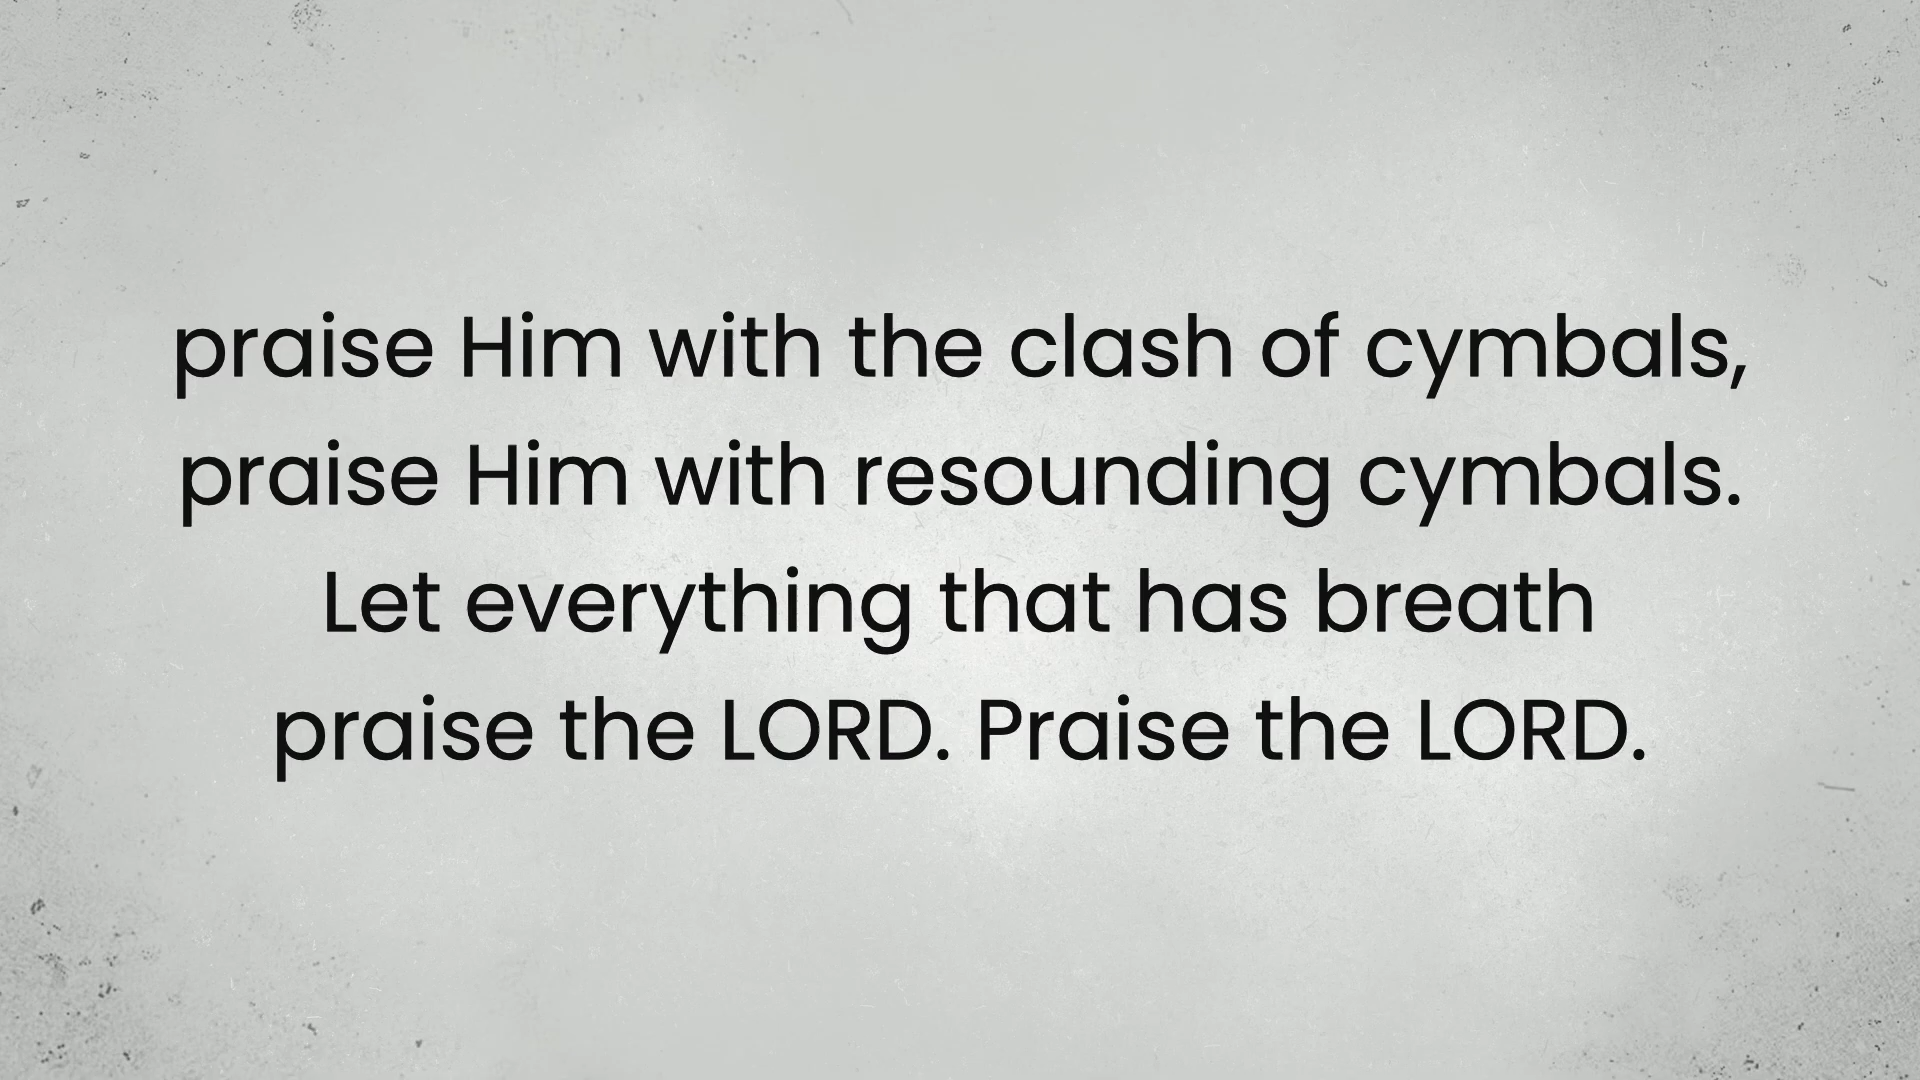 praise Him with the clash of cymbals,
praise Him with resounding cymbals.
Let everything that has breath
praise the LORD. Praise the LORD.